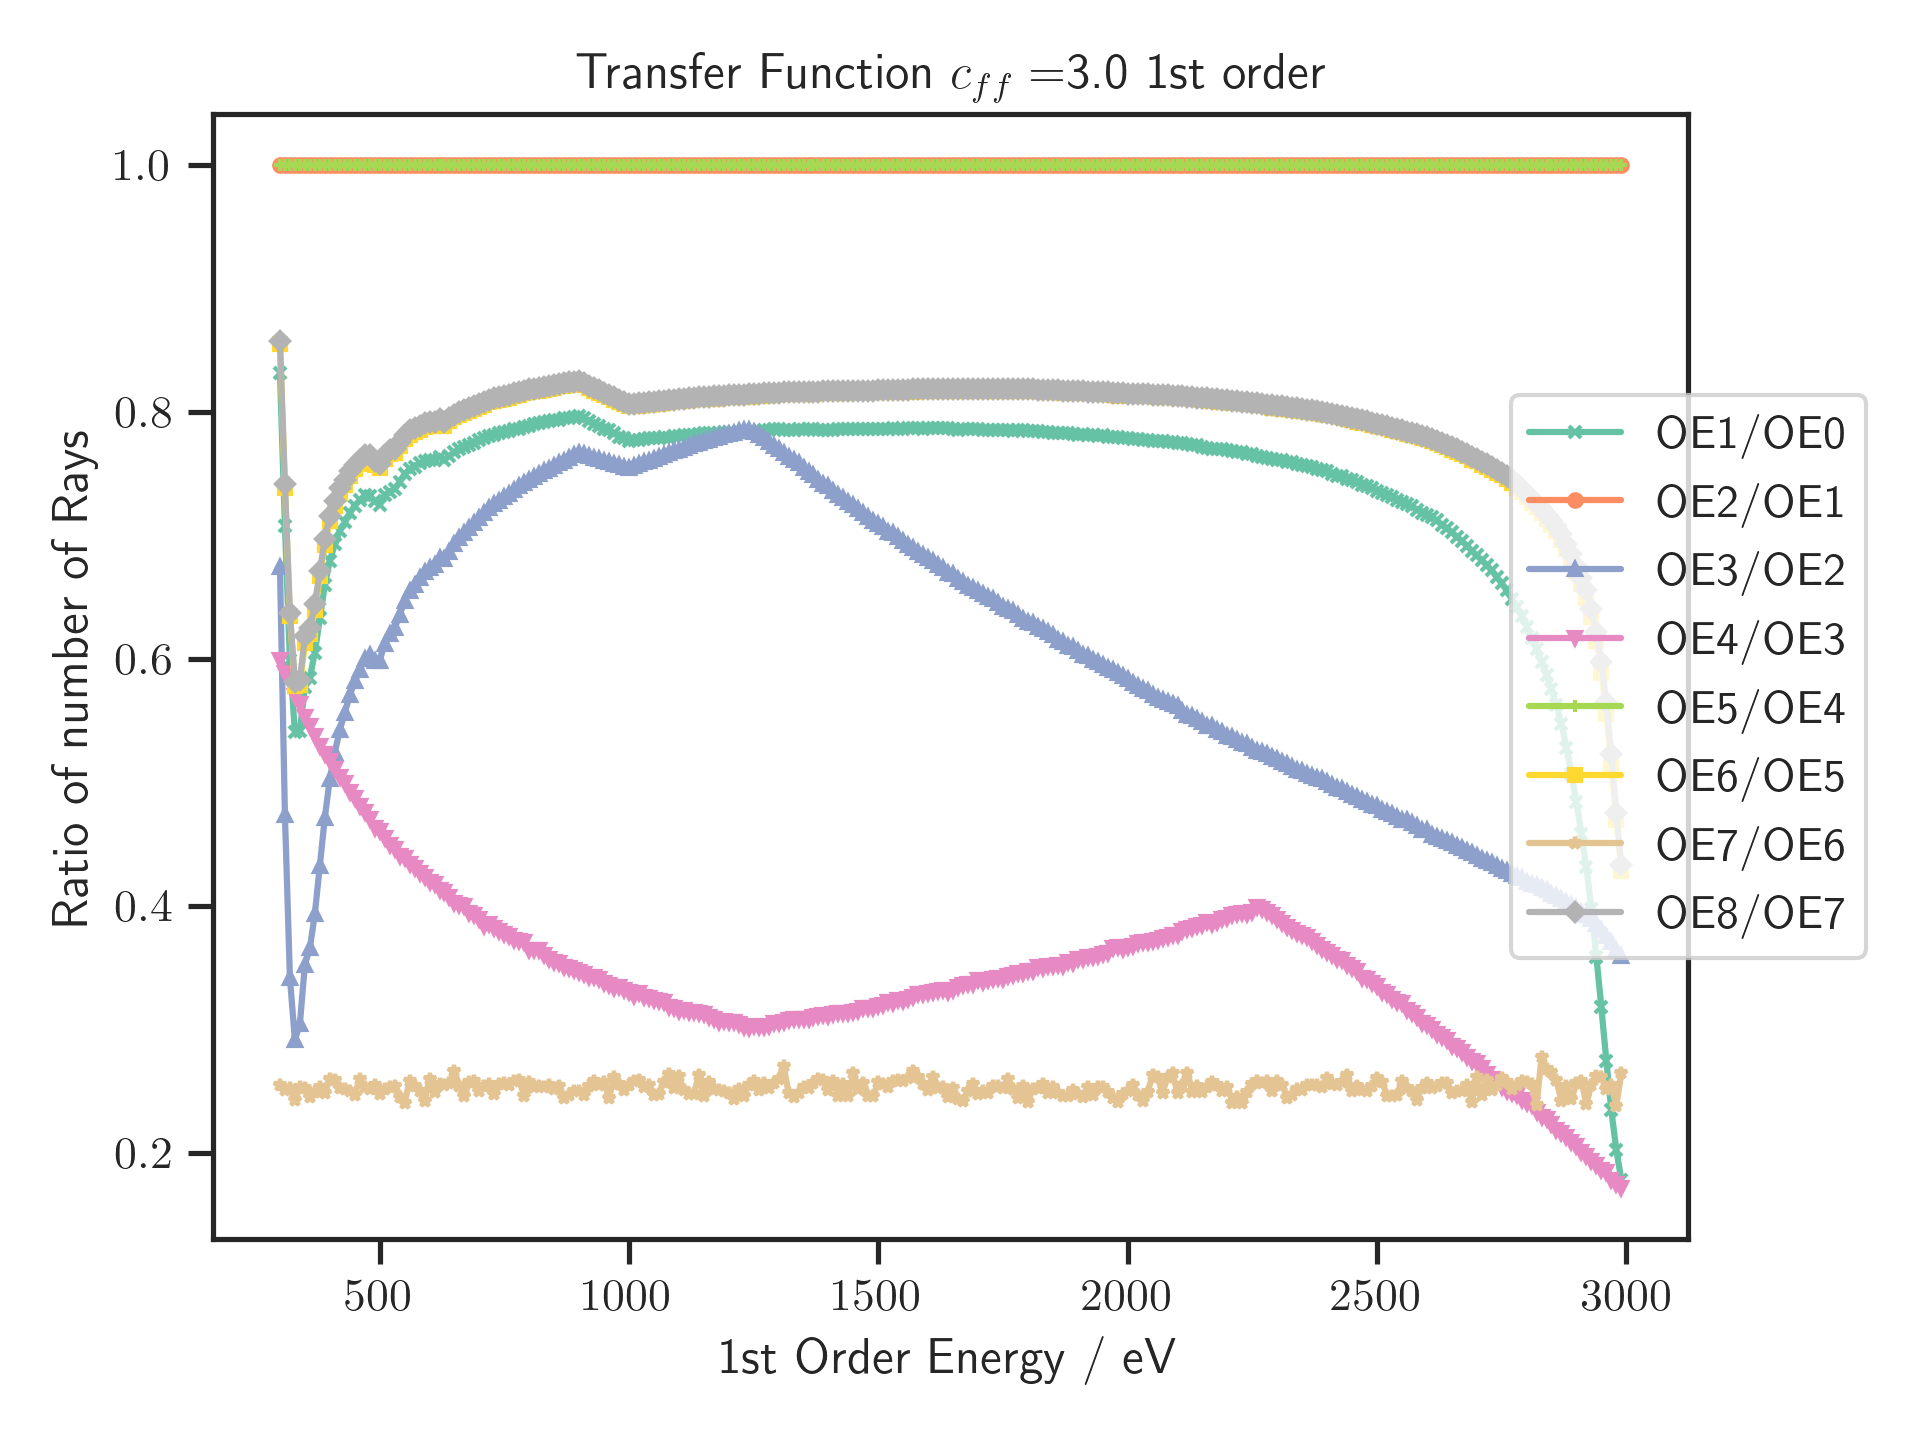 Transfer Function c_ff =3.0 1st order
Ratio of number of Rays
1.0
0.8
0.6
0.4
0.2
500 1000 1500 2000 2500 3000
1st Order Energy / eV
OE1/OE0
OE2/OE1
OE3/OE2
OE4/OE3
OE5/OE4
OE6/OE5
OE7/OE6
OE8/OE7